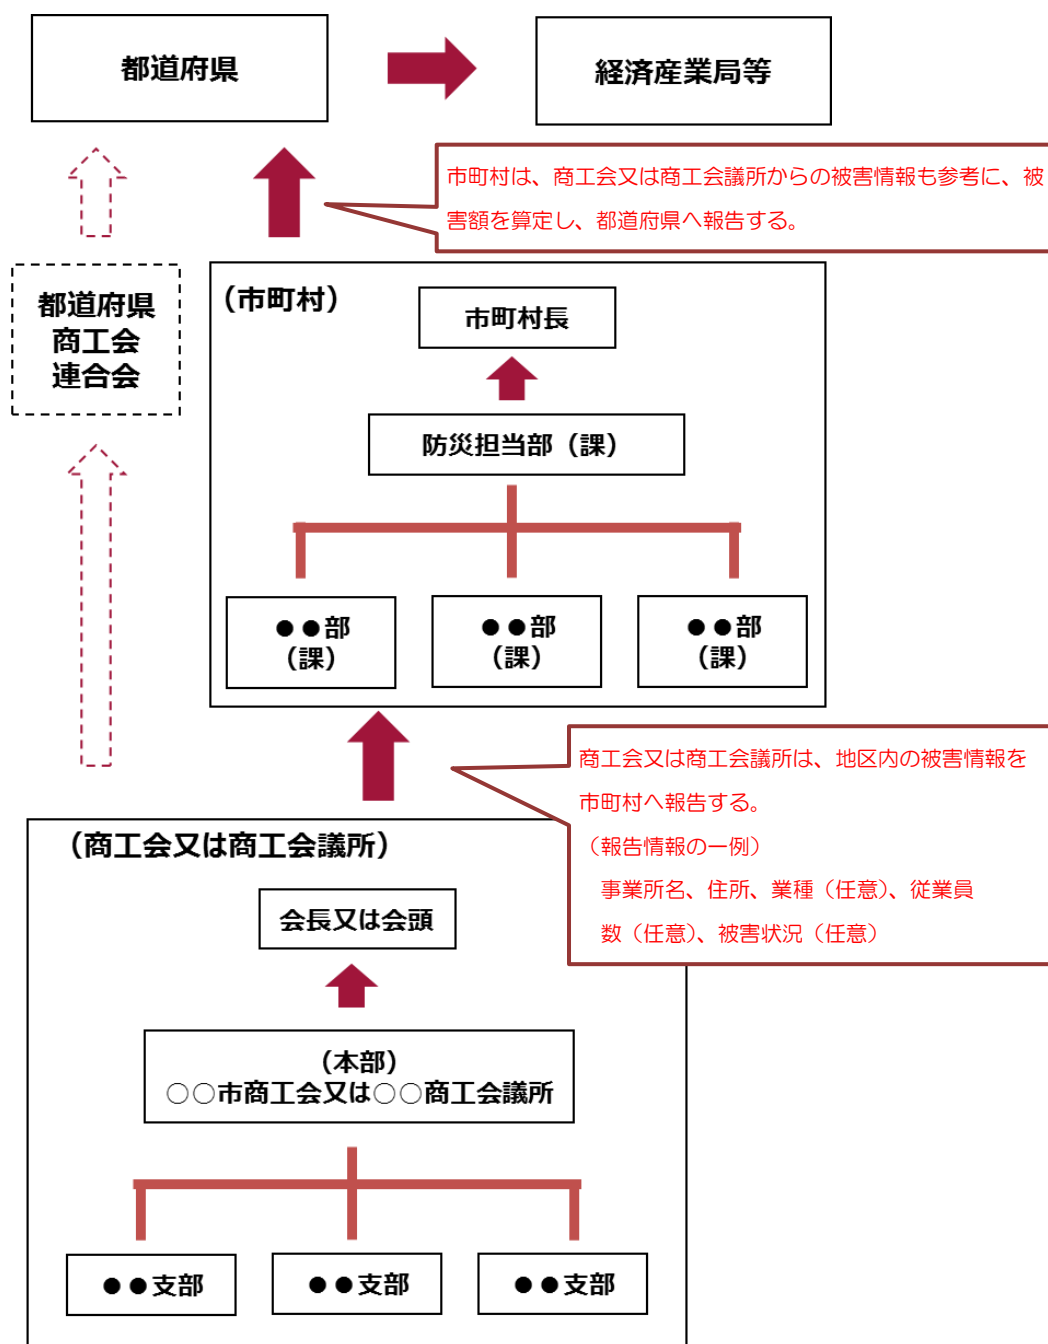 都道府県
経済産業局等
市町村は、商工会又は商工会議所からの被害情報も参考に、被
害額を算定し、都道府県へ報告する。
都道府県
商工会
連合会
（市町村）
市町村長
防災担当部（課）
●●部
（課）
●●部
（課）
●●部
（課）
商工会又は商工会議所は、地区内の被害情報を
市町村へ報告する。
（報告情報の一例）
事業所名、住所、業種（任意）、従業員
数（任意）、被害状況（任意）
（商工会又は商工会議所）
会長又は会頭
（本部）
○○市商工会又は○○商工会議所
●●支部
●●支部
●●支部